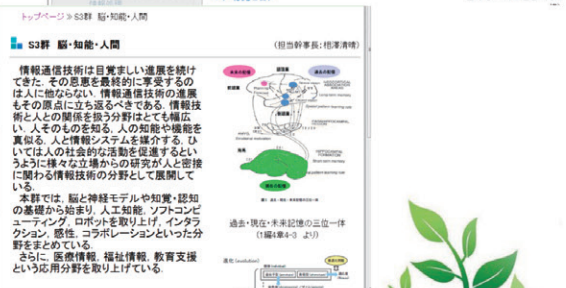 トップページ ≫ S3群　脳・知能・人間
S3群　脳・知能・人間
(担当幹事長：相澤清晴)
情報通信技術は目覚ましい進展を続け
てきた. その恩恵を最終的に享受するの
は人に他ならない. 情報通信技術の進展
もその原点に立ち返るべきである. 情報技
術と人との関係を扱う分野はとても幅広
い. 人そのものを知る, 人の知能や機能を
真似る, 人と情報システムを媒介する, ひ
いては人の社会的な活動を促進するとい
うように様々な立場からの研究が人と密接
に関わる情報技術の分野として展開して
いる.
本群では, 脳と神経モデルや知覚・認知
の基礎から始まり, 人工知能, ソフトコンピ
ューティング, ロボットを取り上げ, インタラ
クション, 感性, コラボレーションといった分
野をまとめている.
さらに, 医療情報, 福祉情報, 教育支援
という応用分野を取り上げている.
過去・現在・未来記憶の三位一体
(1編4章4-3　より)